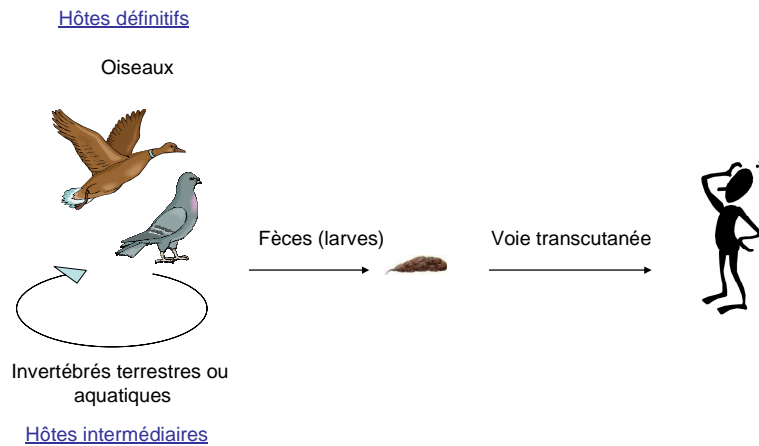 Hôtes définitifs
Oiseaux
Fèces (larves)
Voie transcutanée
Invertébrés terrestres ou
aquatiques
Hôtes intermédiaires